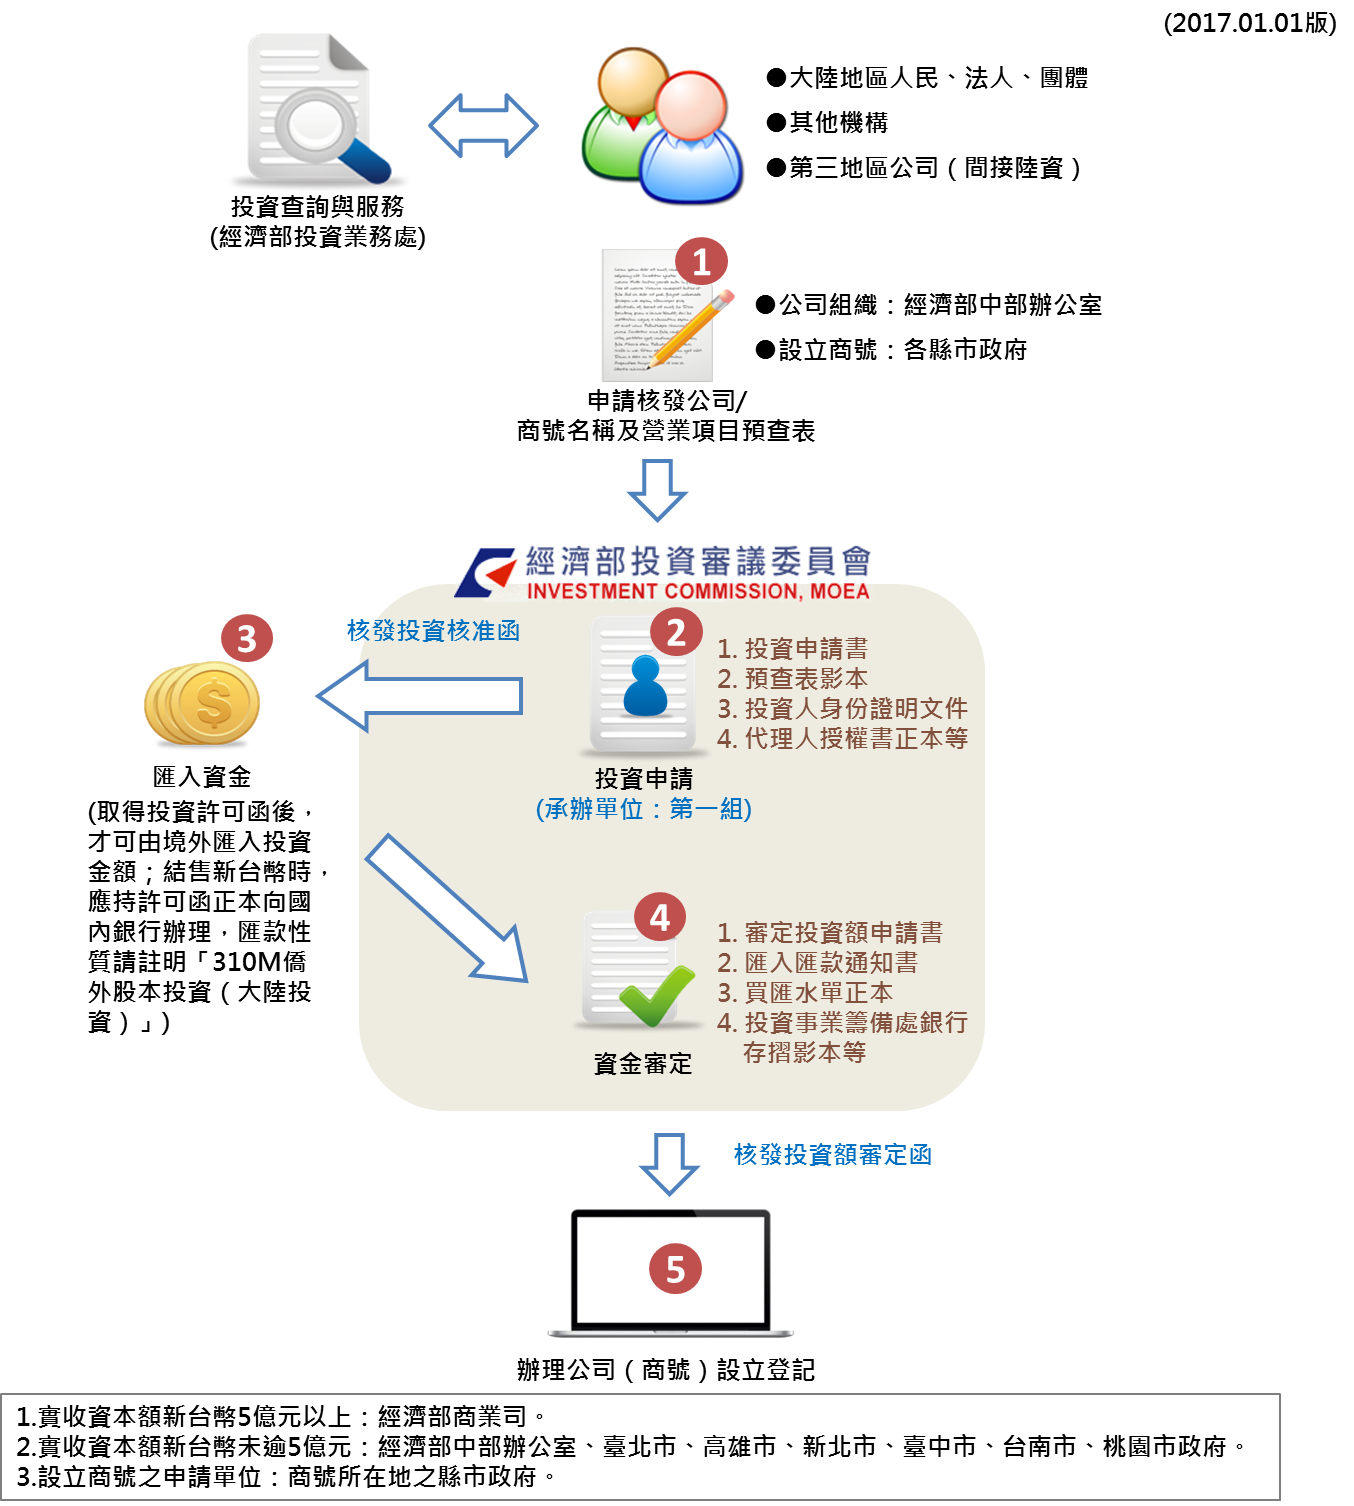 (2017.01.01版)
●大陸地區人民、法人、團體
●其他機構
●第三地區公司（間接陸資）
投資查詢與服務
(經濟部投資業務處)
1
●公司組織：經濟部中部辦公室
●設立商號：各縣市政府
申請核發公司/
商號名稱及營業項目預查表
經濟部投資審議委員會
INVESTMENT COMMISSION, MOEA
核發投資核准函
2
1. 投資申請書
2. 預查表影本
3. 投資人身份證明文件
4. 代理人授權書正本等
投資申請
(承辦單位：第一組)
3
匯入資金
(取得投資許可函後，
才可由境外匯入投資
金額；結售新台幣時，
應持許可函正本向國
內銀行辦理，匯款性
質請註明「310M僑
外股本投資（大陸投
資）」)
4
1. 審定投資額申請書
2. 匯入匯款通知書
3. 買匯水單正本
4. 投資事業籌備處銀行
存摺影本等
資金審定
核發投資額審定函
5
辦理公司（商號）設立登記
1.實收資本額新台幣5億元以上：經濟部商業司。
2.實收資本額新台幣未逾5億元：經濟部中部辦公室、臺北市、高雄市、新北市、臺中市、台南市、桃園市政府。
3.設立商號之申請單位：商號所在地之縣市政府。